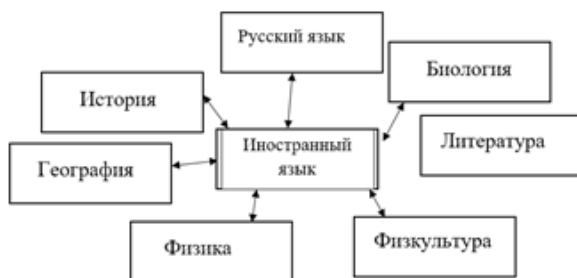 Русский язык
Биология
История
Иностранный
язык
Литература
География
Физика
Физкультура